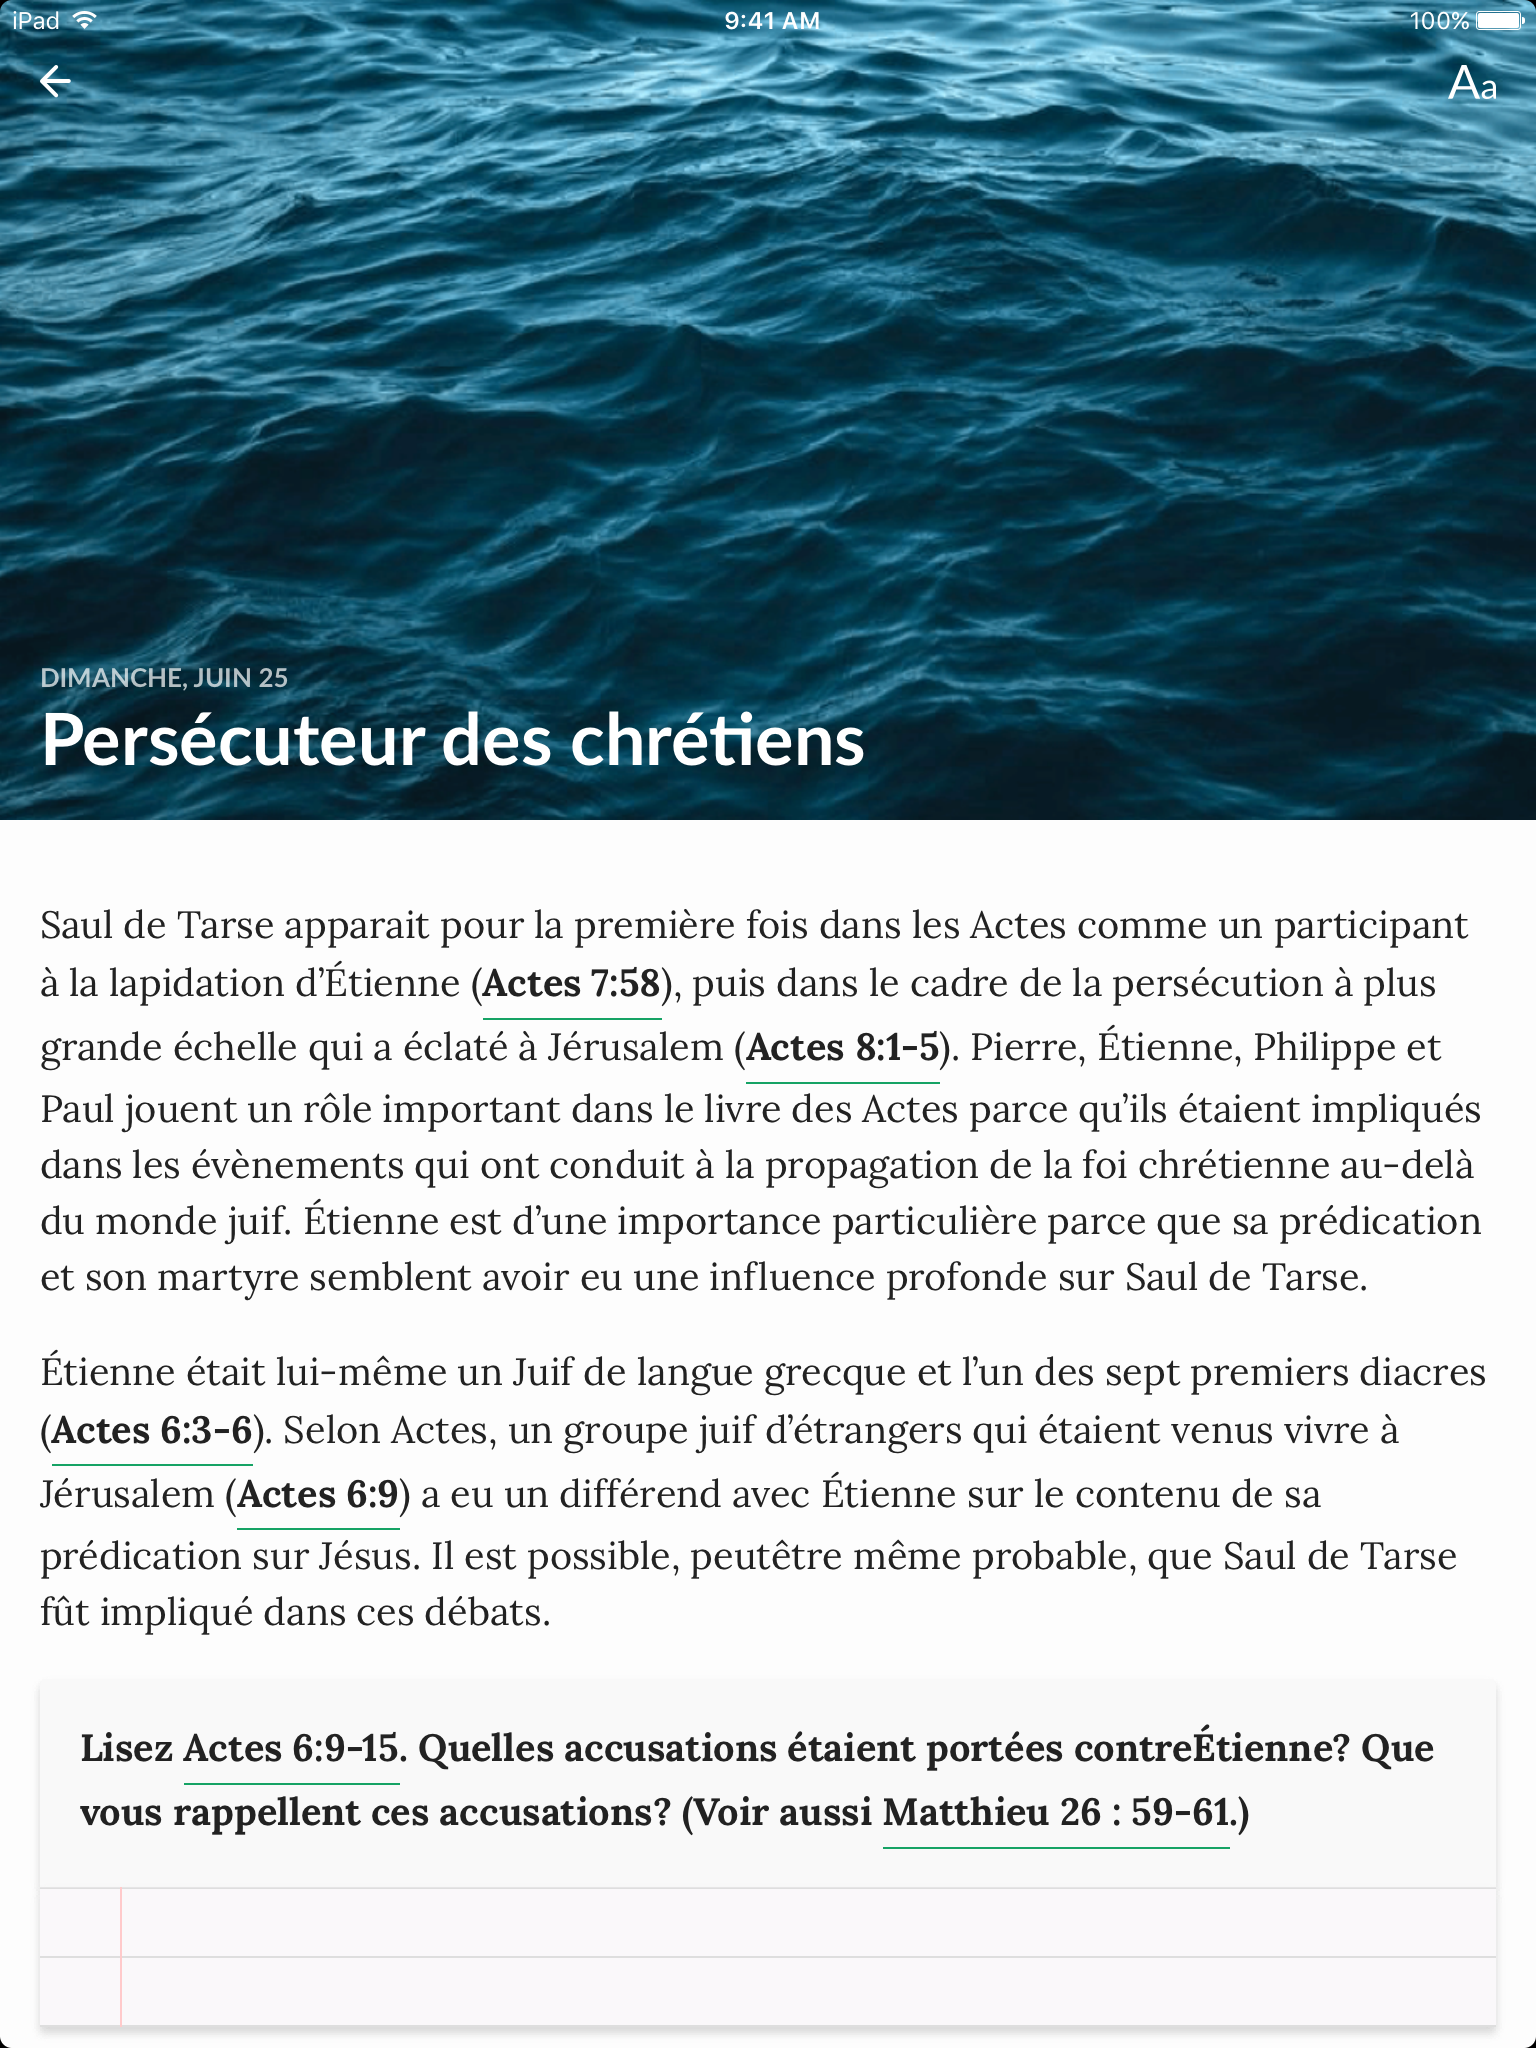 iPad 9:41 AM 100%
Aa
DIMANCHE, JUIN 25
Persécuteur des chrétiens
Saul de Tarse apparait pour la première fois dans les Actes comme un participant
à la lapidation d’Étienne (Actes 7:58), puis dans le cadre de la persécution à plus
grande échelle qui a éclaté à Jérusalem (Actes 8:1-5). Pierre, Étienne, Philippe et
Paul jouent un rôle important dans le livre des Actes parce qu’ils étaient impliqués
dans les évènements qui ont conduit à la propagation de la foi chrétienne au-delà
du monde juif. Étienne est d’une importance particulière parce que sa prédication
et son martyre semblent avoir eu une influence profonde sur Saul de Tarse.
Étienne était lui-même un Juif de langue grecque et l’un des sept premiers diacres
(Actes 6:3-6). Selon Actes, un groupe juif d’étrangers qui étaient venus vivre à
Jérusalem (Actes 6:9) a eu un différend avec Étienne sur le contenu de sa
prédication sur Jésus. Il est possible, peutêtre même probable, que Saul de Tarse
fût impliqué dans ces débats.
Lisez Actes 6:9-15. Quelles accusations étaient portées contreÉtienne? Que
vous rappellent ces accusations? (Voir aussi Matthieu 26 : 59-61.)